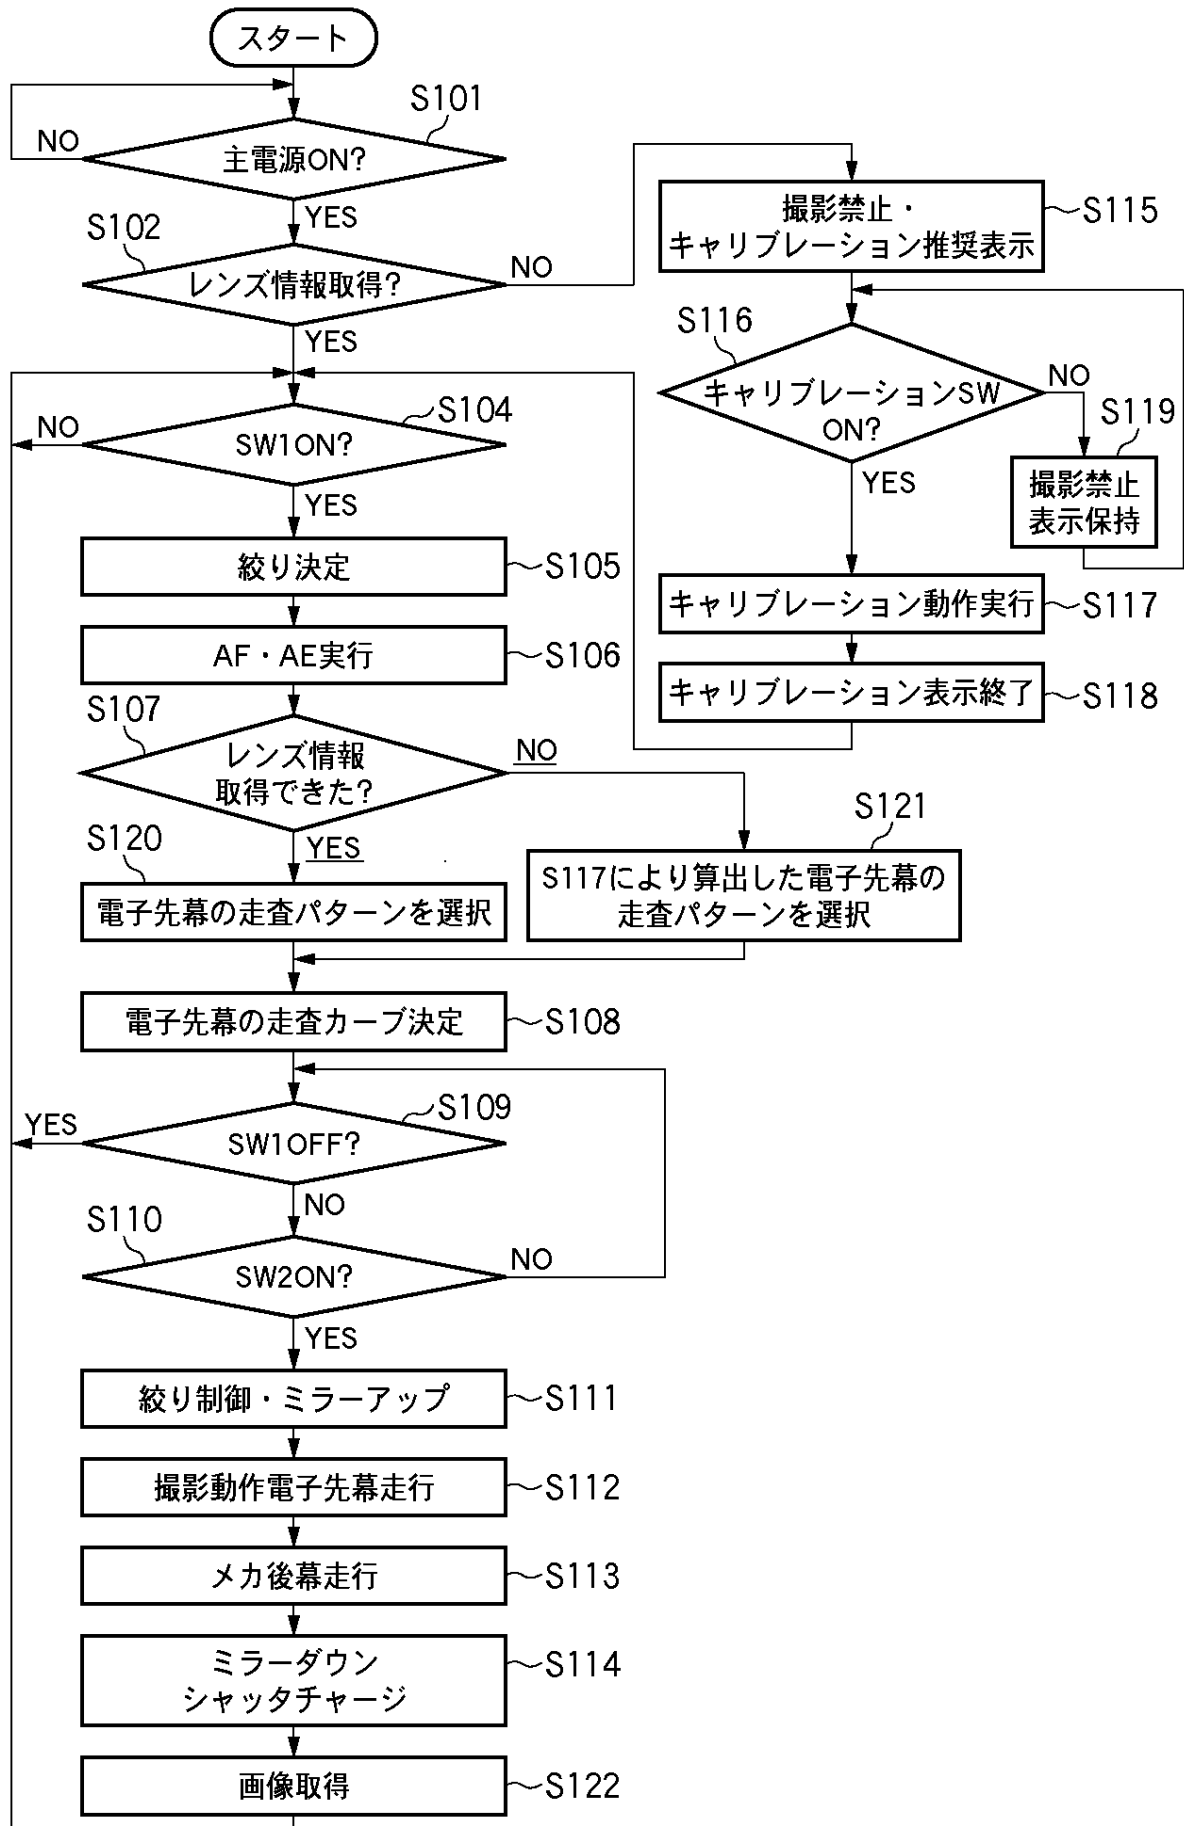 スタート
S101
NO
主電源ON?
YES
S102
レンズ情報取得?
NO
YES
S115
撮影禁止・
キャリブレーション推奨表示
S116
キャリブレーションSW
ON?
NO
YES
S119
撮影禁止
表示保持
S117
キャリブレーション動作実行
S118
キャリブレーション表示終了
S104
NO
SW1ON?
YES
絞り決定
S105
AF・AE実行
S106
S107
レンズ情報
取得できた?
NO
YES
S120
電子先幕の走査パターンを選択
S121
S117により算出した電子先幕の
走査パターンを選択
電子先幕の走査カーブ決定
S108
S109
YES
SW1OFF?
NO
S110
SW2ON?
NO
YES
絞り制御・ミラーアップ
S111
撮影動作電子先幕走行
S112
メカ後幕走行
S113
ミラーダウン
シャッタチャージ
S114
画像取得
S122